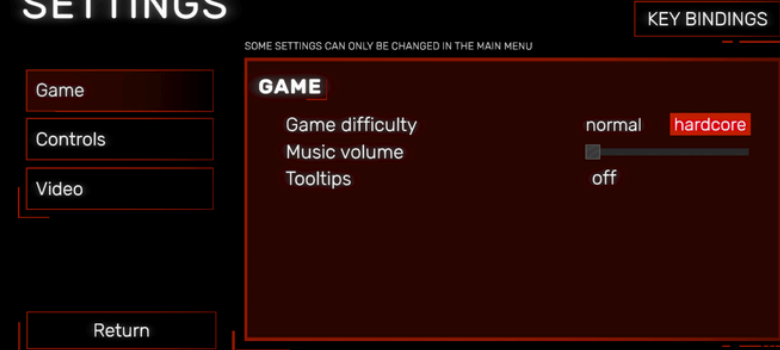 SETTINGS
KEY BINDINGS
SOME SETTINGS CAN ONLY BE CHANGED IN THE MAIN MENU
Game
Controls
Video
Return
GAME
Game difficulty normal hardcore
Music volume
Tooltips off